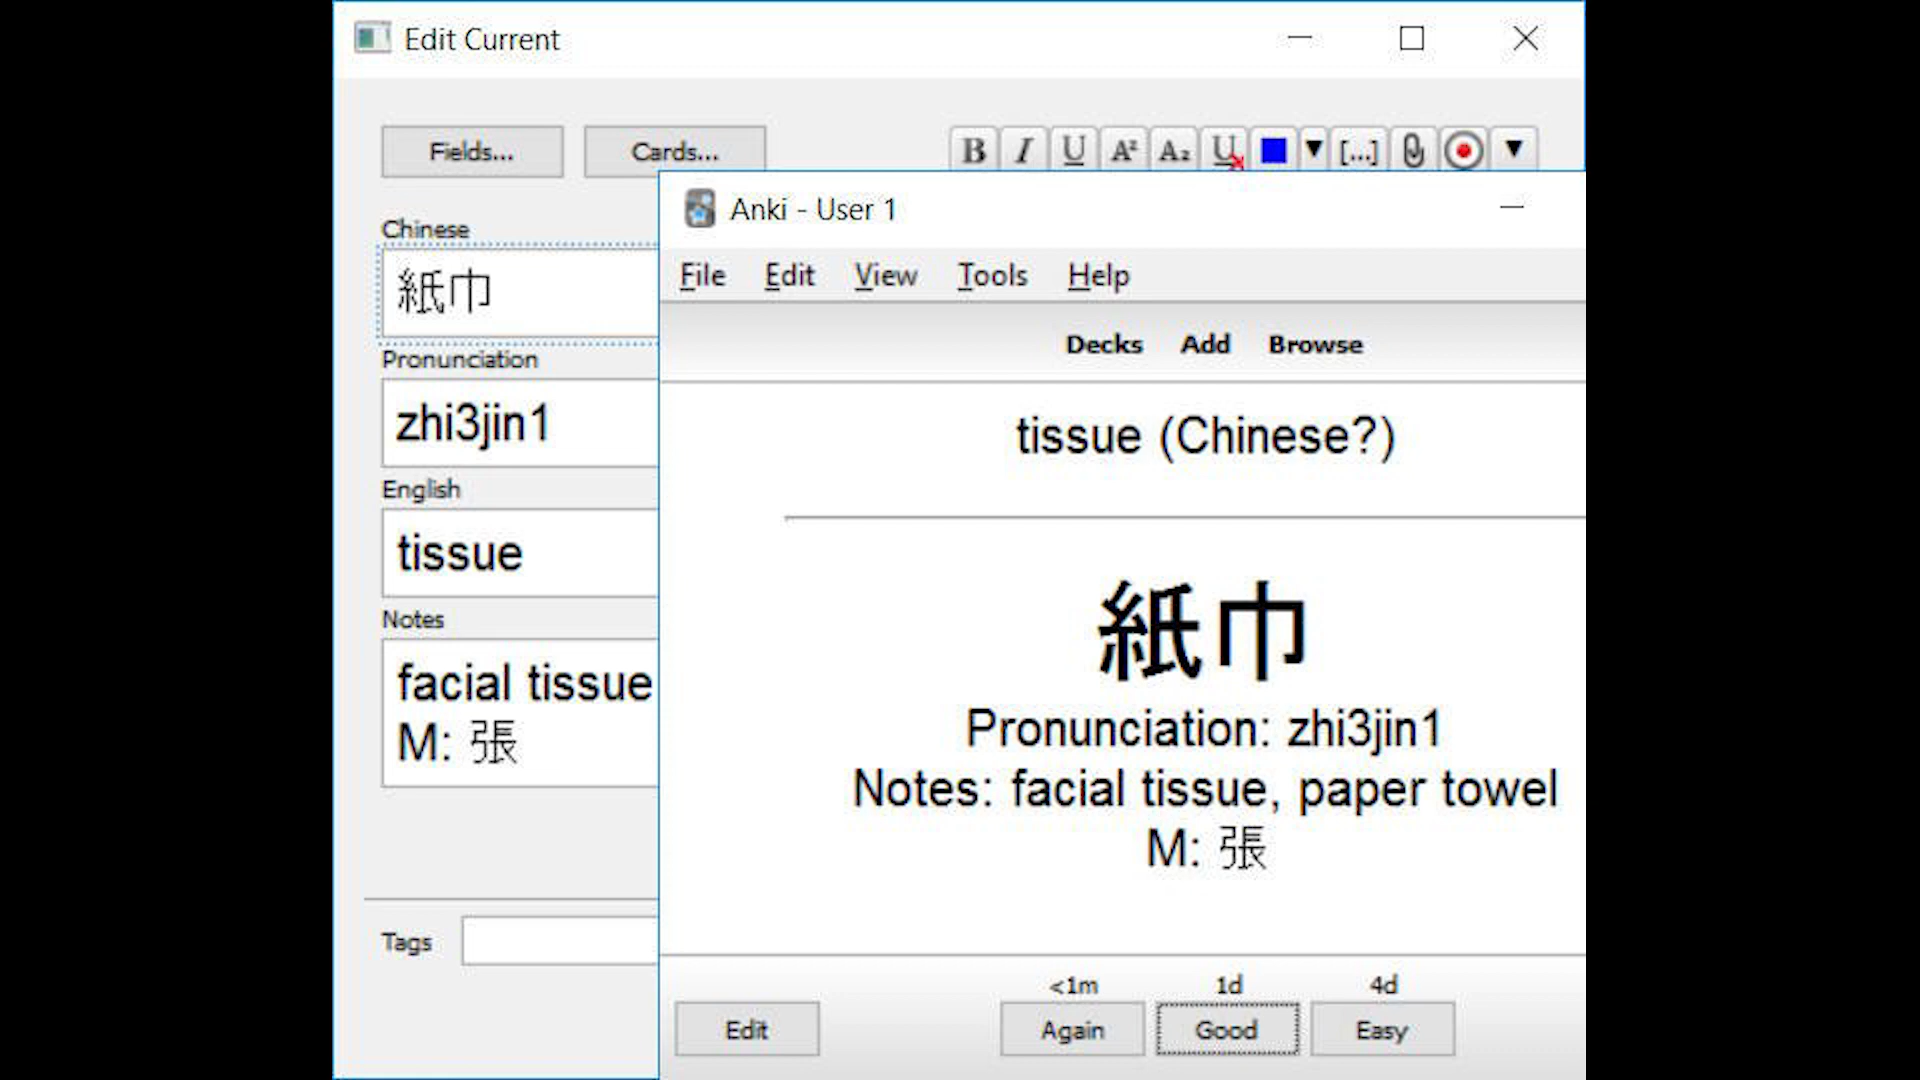 Edit Current
Fields...
Cards...
B I U A² A₂ U [...]
Chinese
紙巾
Pronunciation
zhi3jin1
English
tissue
Notes
facial tissue
M: 張
Tags
Anki - User 1
File Edit View Tools Help
Decks Add Browse
tissue (Chinese?)
紙巾
Pronunciation: zhi3jin1
Notes: facial tissue, paper towel
M: 張
<1m 1d 4d
Edit Again Good Easy